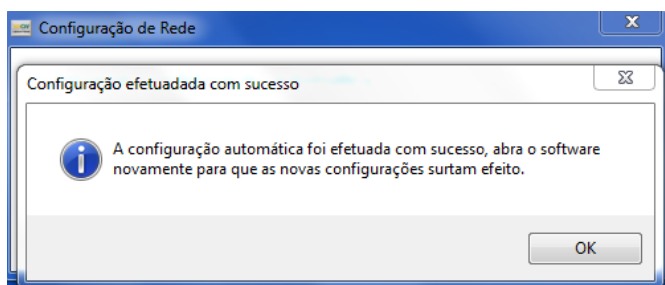 Configuração de Rede
Configuração efetuadada com sucesso
A configuração automática foi efetuada com sucesso, abra o software
novamente para que as novas configurações surtam efeito.
OK